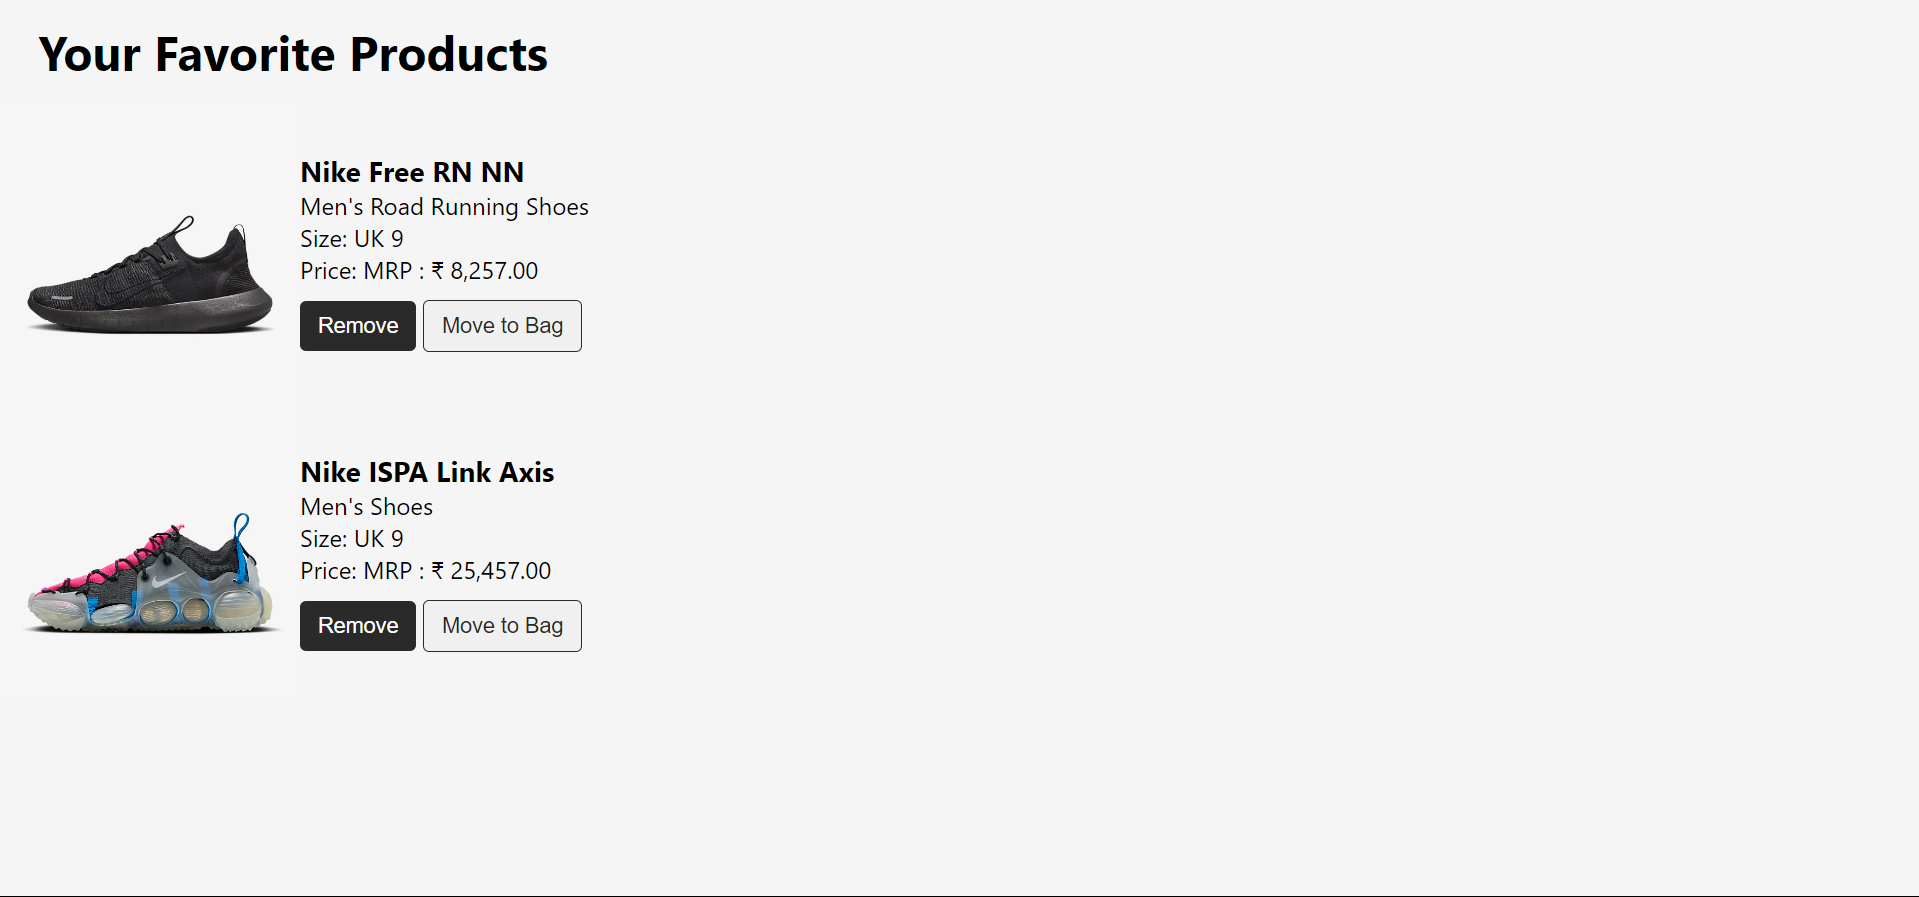 Your Favorite Products
Nike Free RN NN
Men's Road Running Shoes
Size: UK 9
Price: MRP : ₹ 8,257.00
Remove Move to Bag
Nike ISPA Link Axis
Men's Shoes
Size: UK 9
Price: MRP : ₹ 25,457.00
Remove Move to Bag